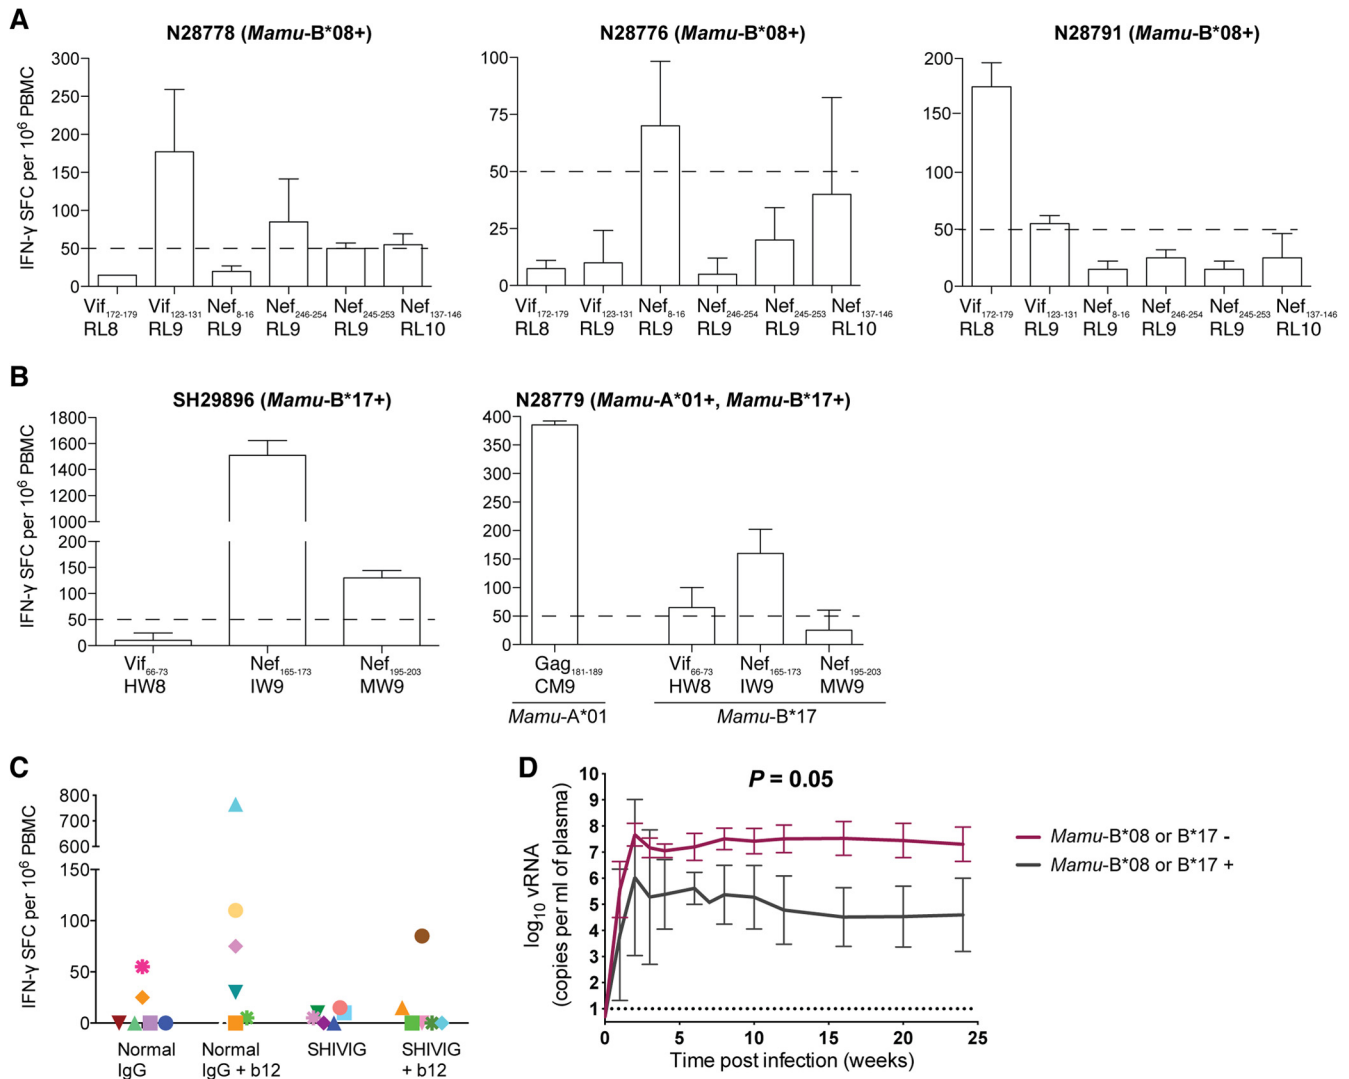 A
N28778 (Mamu-B*08+)
N28776 (Mamu-B*08+)
N28791 (Mamu-B*08+)
IFN-γ SFC per 10⁶ PBMC
300
250
200
150
100
50
0
Vif172-179 RL8
Vif123-131 RL9
Nef8-16 RL9
Nef246-254 RL9
Nef245-253 RL9
Nef137-146 RL10
100
75
50
25
0
Vif172-179 RL8
Vif123-131 RL9
Nef8-16 RL9
Nef246-254 RL9
Nef245-253 RL9
Nef137-146 RL10
200
150
100
50
0
Vif172-179 RL8
Vif123-131 RL9
Nef8-16 RL9
Nef246-254 RL9
Nef245-253 RL9
Nef137-146 RL10
B
SH29896 (Mamu-B*17+)
N28779 (Mamu-A*01+, Mamu-B*17+)
IFN-γ SFC per 10⁶ PBMC
1800
1600
1400
1200
1000
200
150
100
50
0
Vif66-73 HW8
Nef165-173 IW9
Nef195-203 MW9
400
350
300
250
200
150
100
50
0
Gag181-189 CM9
Vif66-73 HW8
Nef165-173 IW9
Nef195-203 MW9
Mamu-A*01
Mamu-B*17
C
IFN-γ SFC per 10⁶ PBMC
800
700
600
150
100
50
0
Normal IgG
Normal IgG + b12
SHIVIG
SHIVIG + b12
D
P = 0.05
log10 vRNA
(copies per ml of plasma)
10
9
8
7
6
5
4
3
2
1
0
5
10
15
20
25
Time post infection (weeks)
Mamu-B*08 or B*17 -
Mamu-B*08 or B*17 +